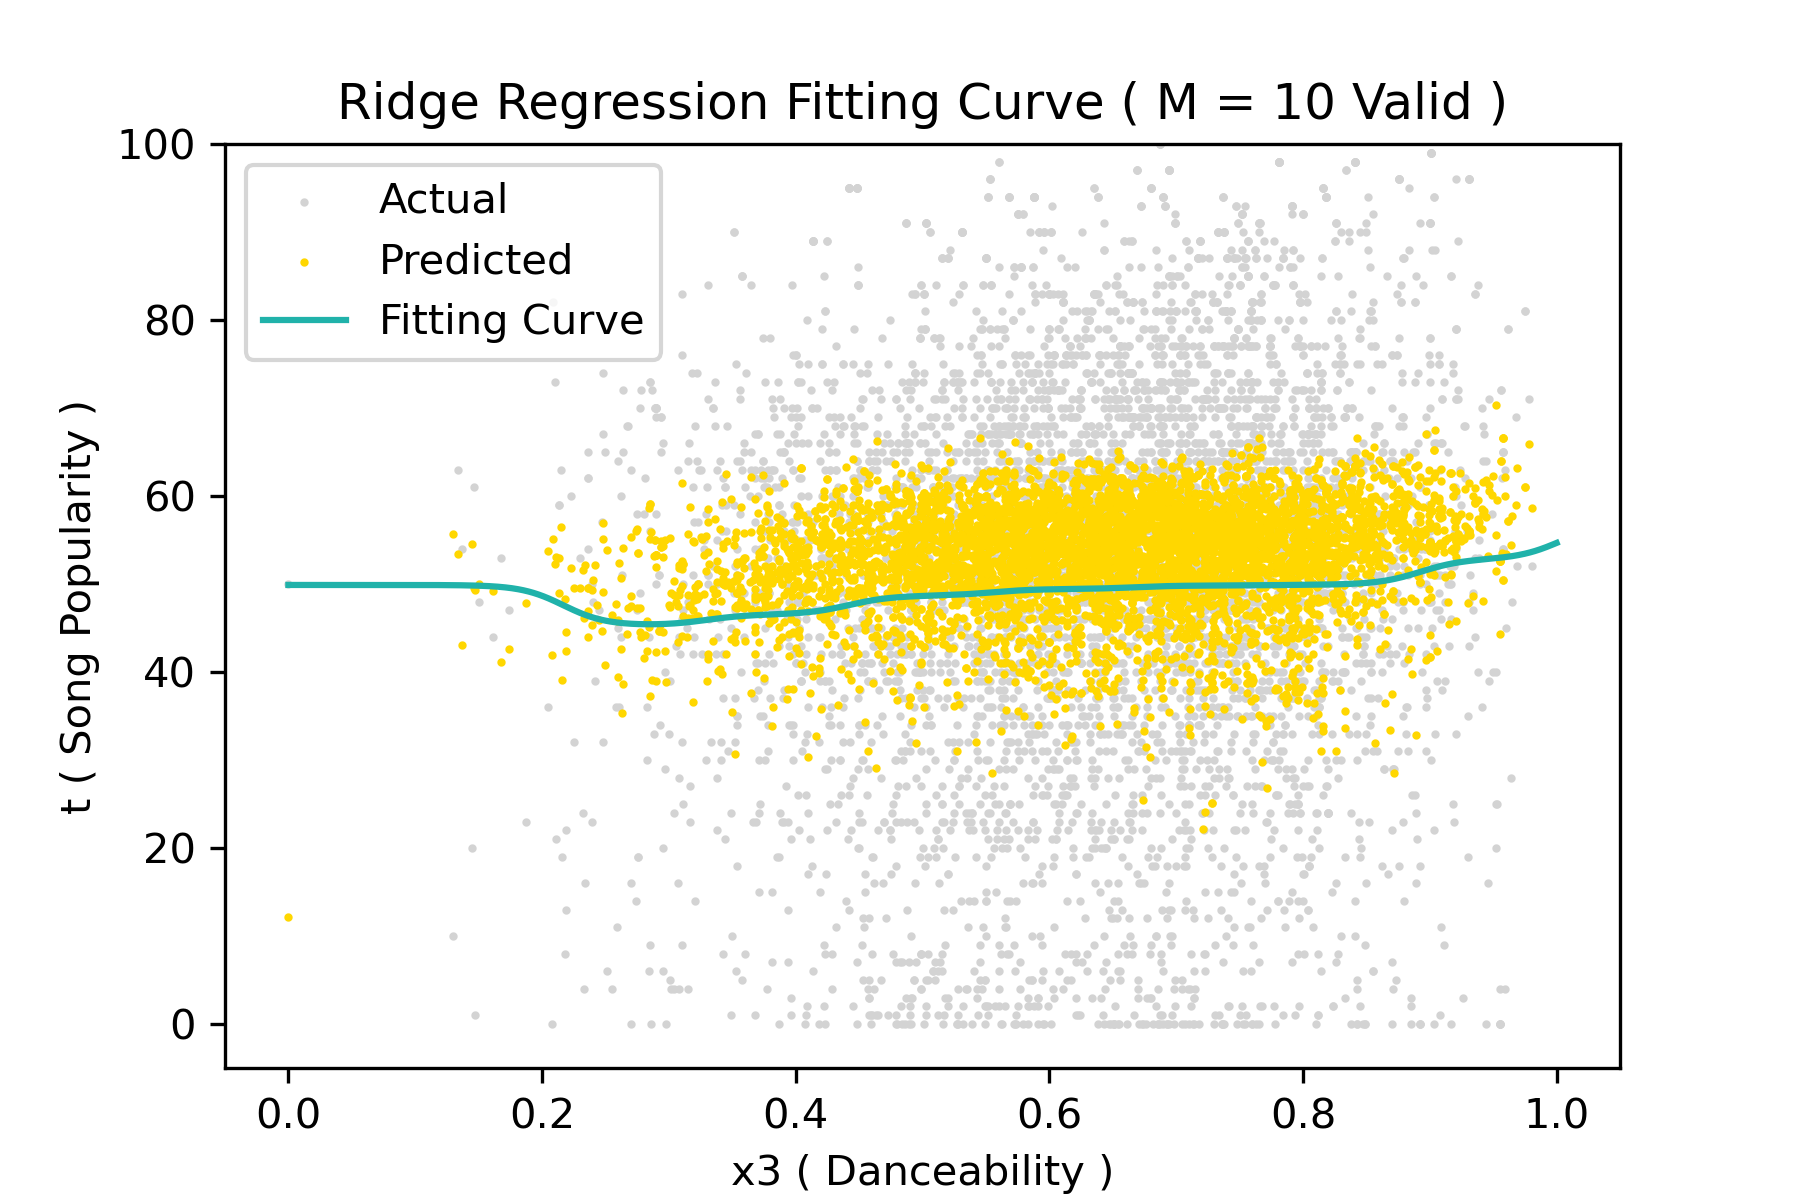 Ridge Regression Fitting Curve ( M = 10 Valid )
Actual
Predicted
Fitting Curve
t ( Song Popularity )
100
80
60
40
20
0
0.0 0.2 0.4 0.6 0.8 1.0
x3 ( Danceability )